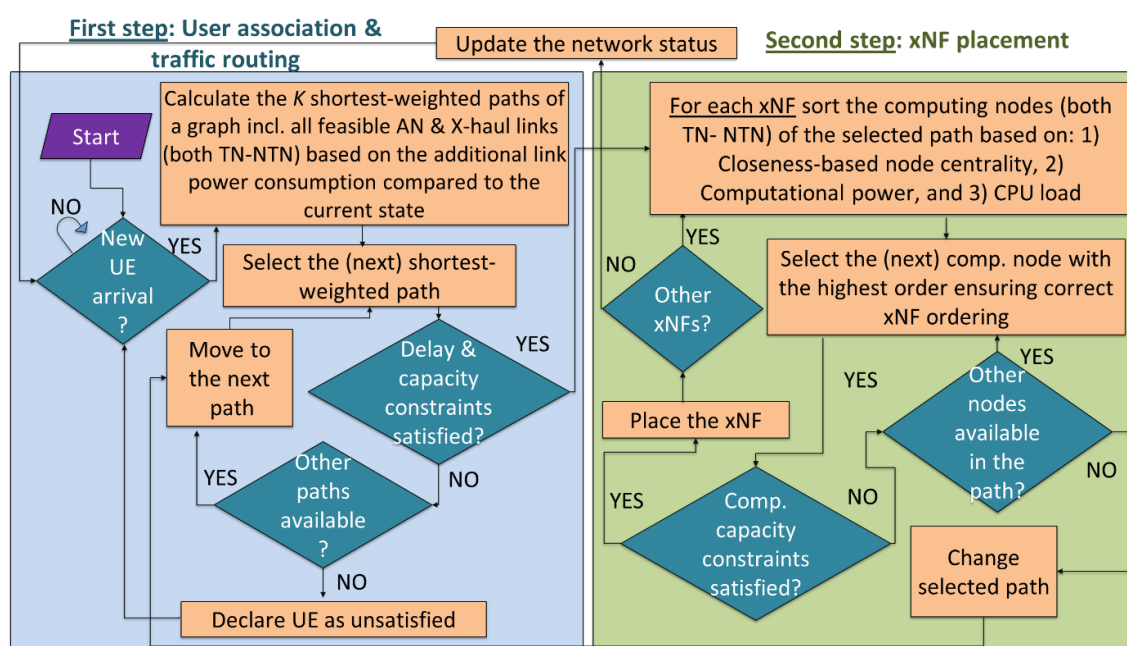 First step: User association &
traffic routing
Update the network status
Second step: xNF placement
Start
Calculate the K shortest-weighted paths of
a graph incl. all feasible AN & X-haul links
(both TN-NTN) based on the additional link
power consumption compared to the
current state
NO
New
UE
arrival
?
YES
Select the (next) shortest-
weighted path
Move to
the next
path
Delay &
capacity
constraints
satisfied?
YES
NO
Other
paths
available
?
YES
NO
Declare UE as unsatisfied
For each xNF sort the computing nodes (both
TN- NTN) of the selected path based on: 1)
Closeness-based node centrality, 2)
Computational power, and 3) CPU load
YES
NO
Other
xNFs?
Select the (next) comp. node with
the highest order ensuring correct
xNF ordering
Place the xNF
YES
YES
Other
nodes
available
in the
path?
NO
YES
NO
Comp.
capacity
constraints
satisfied?
Change
selected path